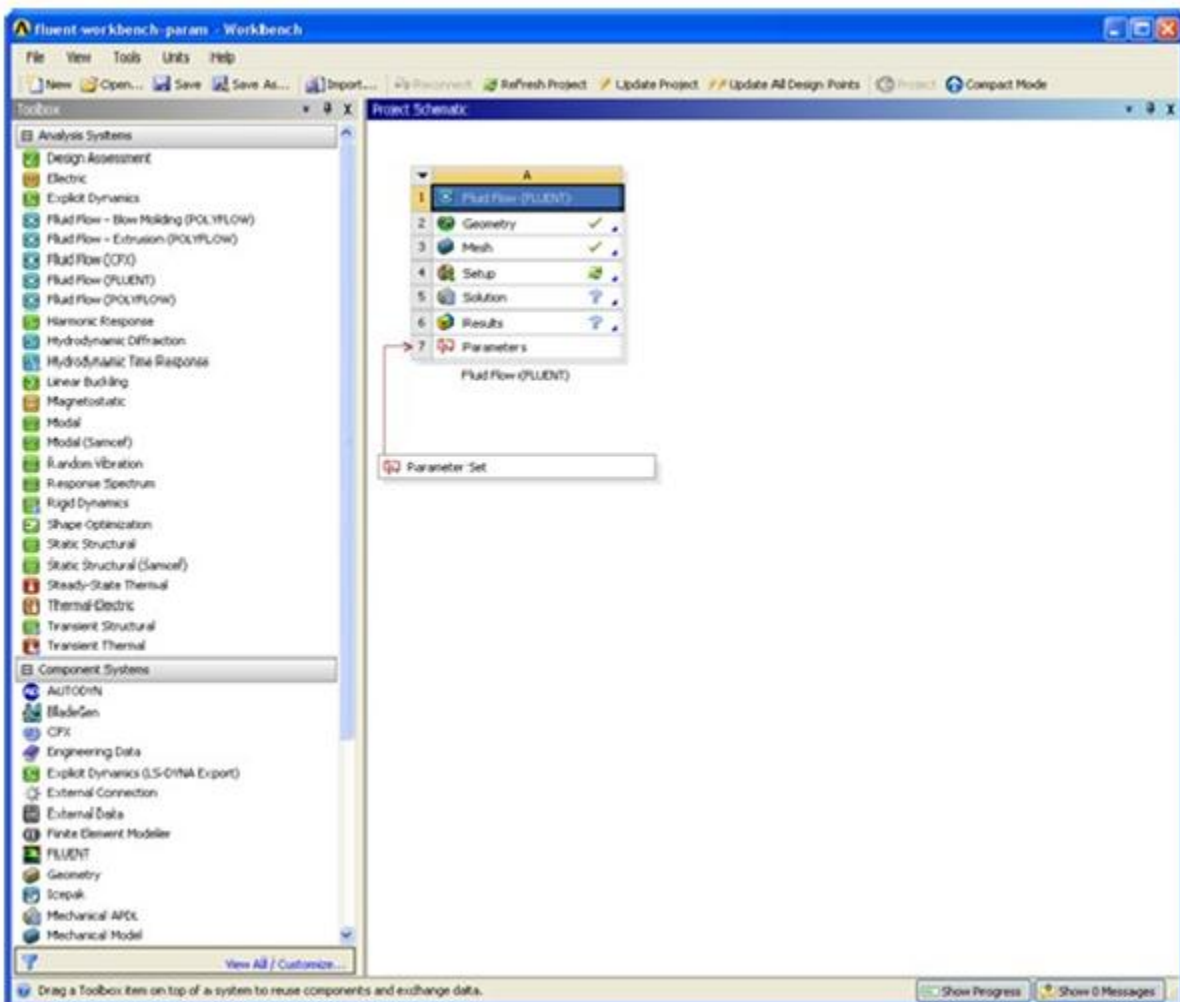 fluent-workbench-param - Workbench
File View Tools Units Help
New Open... Save Save As... Import... Reconnect Refresh Project Update Project Update All Design Points Project Compact Mode
Toolbox
Analysis Systems
Design Assessment
Electric
Explicit Dynamics
Fluid Flow - Blow Molding (POLYFLOW)
Fluid Flow - Extrusion (POLYFLOW)
Fluid Flow (CFX)
Fluid Flow (FLUENT)
Fluid Flow (POLYFLOW)
Harmonic Response
Hydrodynamic Diffraction
Hydrodynamic Time Response
Linear Buckling
Magnetostatic
Modal
Modal (Samcef)
Random Vibration
Response Spectrum
Rigid Dynamics
Shape Optimization
Static Structural
Static Structural (Samcef)
Steady-State Thermal
Thermal-Electric
Transient Structural
Transient Thermal
Component Systems
AUTODYN
BladeGen
CFX
Engineering Data
Explicit Dynamics (LS-DYNA Export)
External Connection
External Data
Finite Element Modeler
FLUENT
Geometry
Icepak
Mechanical APDL
Mechanical Model
View All / Customize...
Project Schematic
A
1 Fluid Flow (FLUENT)
2 Geometry
3 Mesh
4 Setup
5 Solution
6 Results
7 Parameters
Fluid Flow (FLUENT)
Parameter Set
Drag a Toolbox item on top of a system to reuse components and exchange data.
Show Progress Show 0 Messages